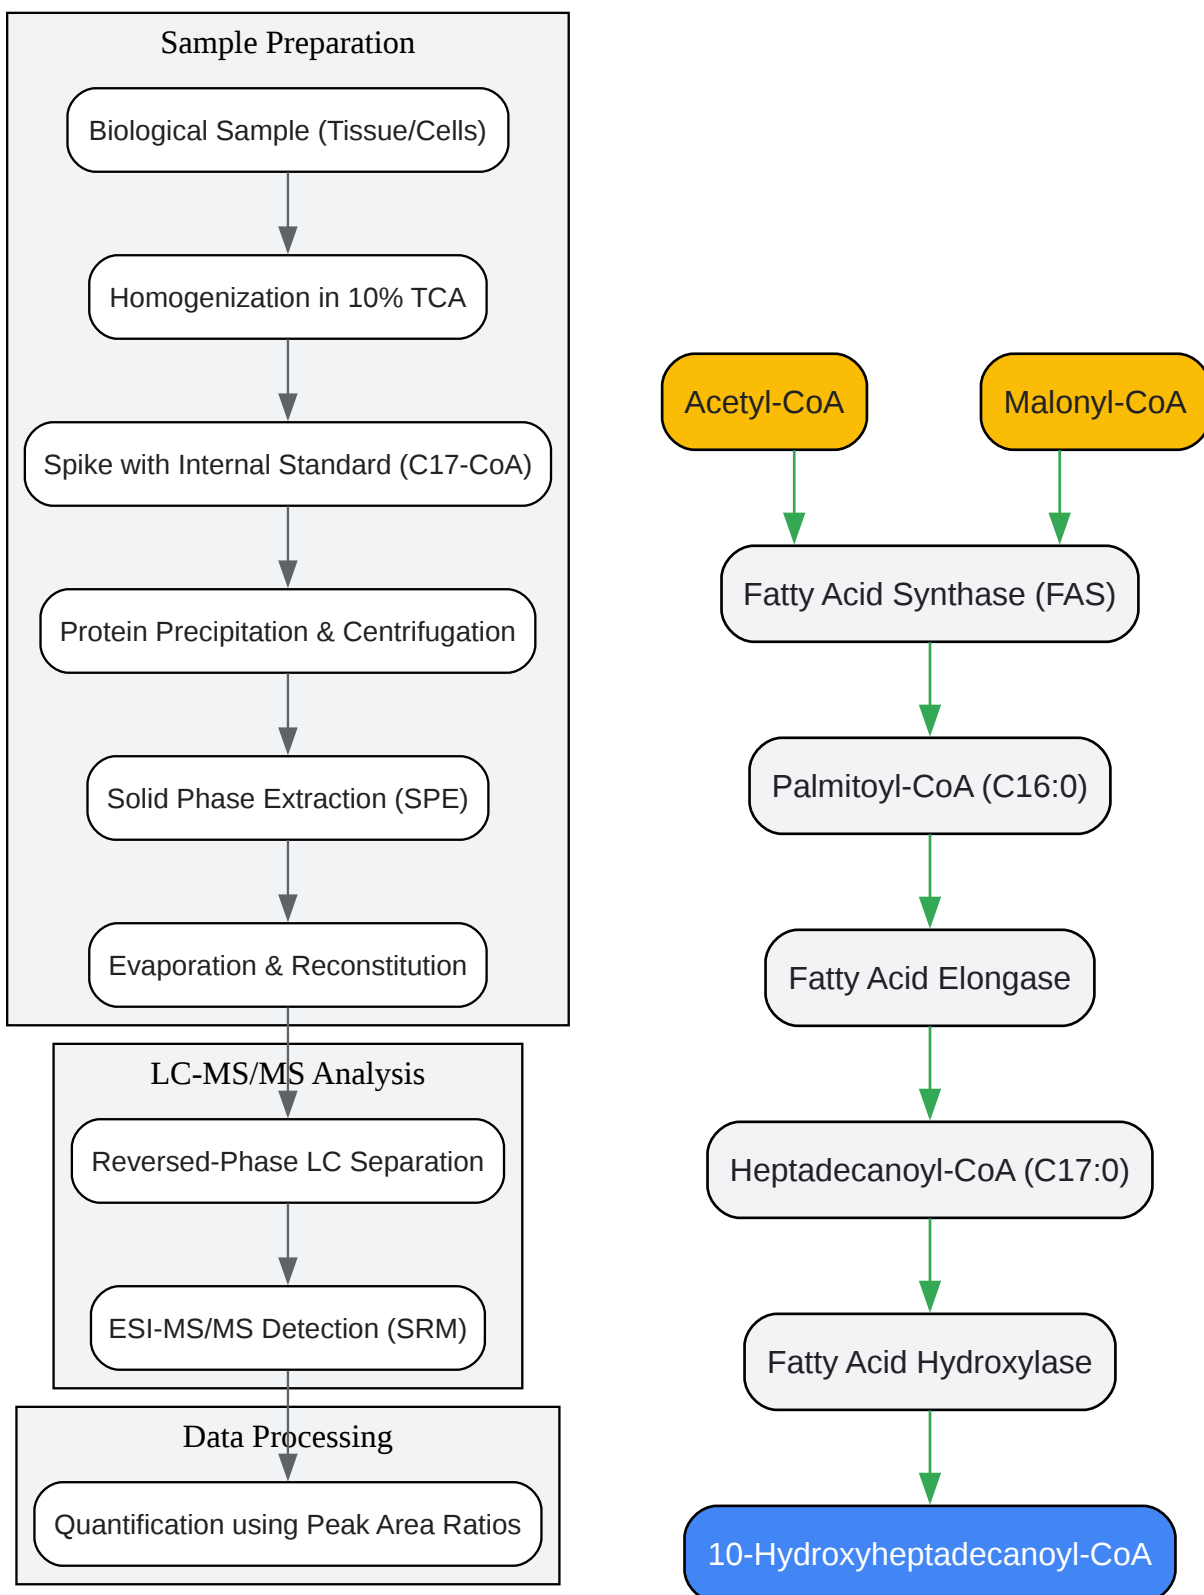 Sample Preparation
Biological Sample (Tissue/Cells)
Homogenization in 10% TCA
Spike with Internal Standard (C17-CoA)
Protein Precipitation & Centrifugation
Solid Phase Extraction (SPE)
Evaporation & Reconstitution
LC-MS/MS Analysis
Reversed-Phase LC Separation
ESI-MS/MS Detection (SRM)
Data Processing
Quantification using Peak Area Ratios
Acetyl-CoA
Malonyl-CoA
Fatty Acid Synthase (FAS)
Palmitoyl-CoA (C16:0)
Fatty Acid Elongase
Heptadecanoyl-CoA (C17:0)
Fatty Acid Hydroxylase
10-Hydroxyheptadecanoyl-CoA